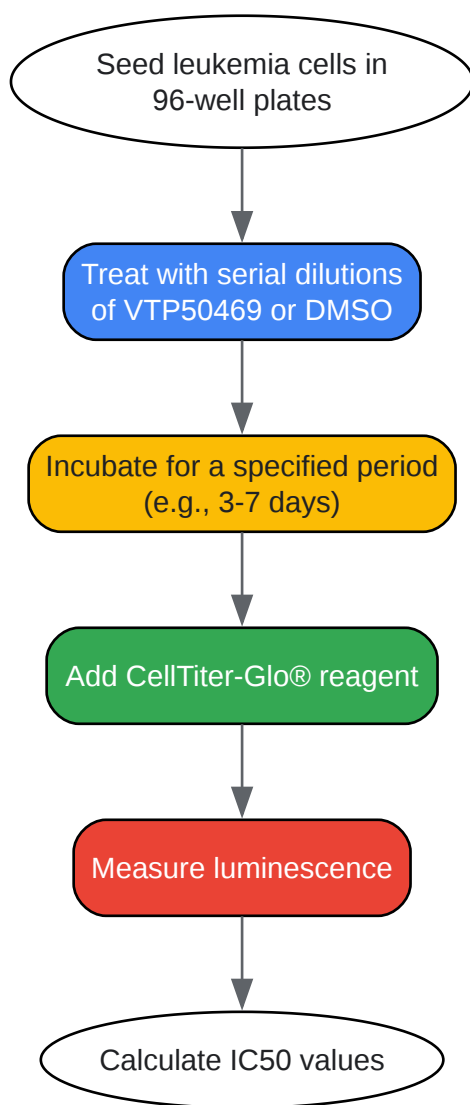 Seed leukemia cells in
96-well plates
Treat with serial dilutions
of VTP50469 or DMSO
Incubate for a specified period
(e.g., 3-7 days)
Add CellTiter-Glo® reagent
Measure luminescence
Calculate IC50 values